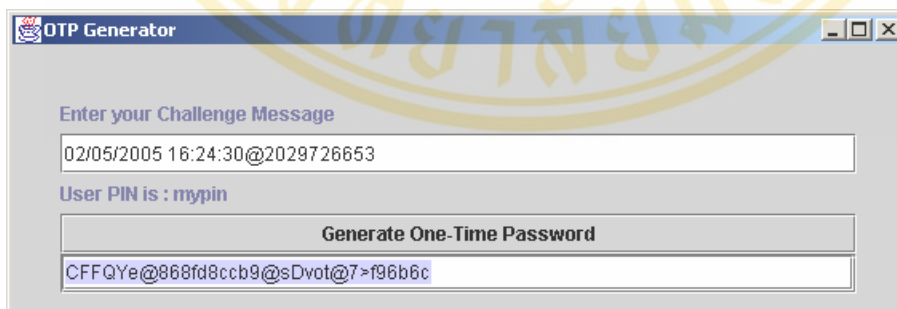 OTP Generator
Enter your Challenge Message
02/05/2005 16:24:30@2029726653
User PIN is : mypin
Generate One-Time Password
CFFQYe@868fd8ccb9@sDvot@7>f96b6c